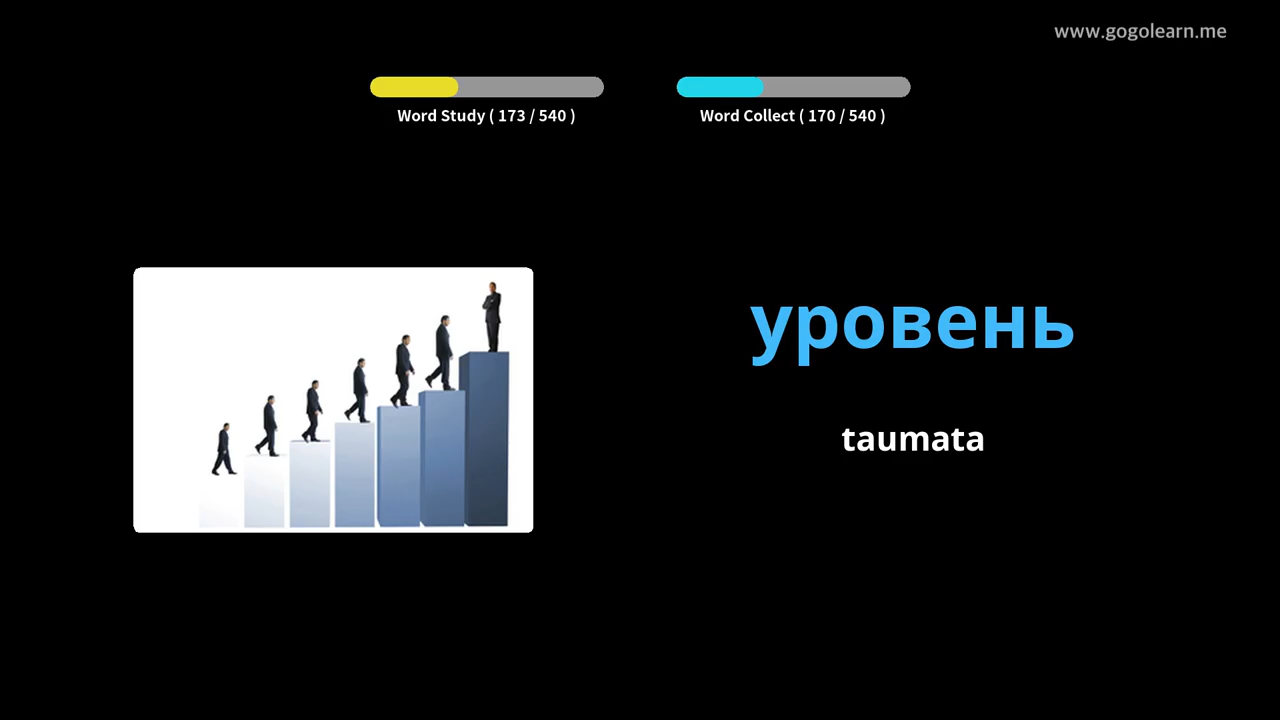 www.gogolearn.me
Word Study ( 173 / 540 )
Word Collect ( 170 / 540 )
уровень
taumata